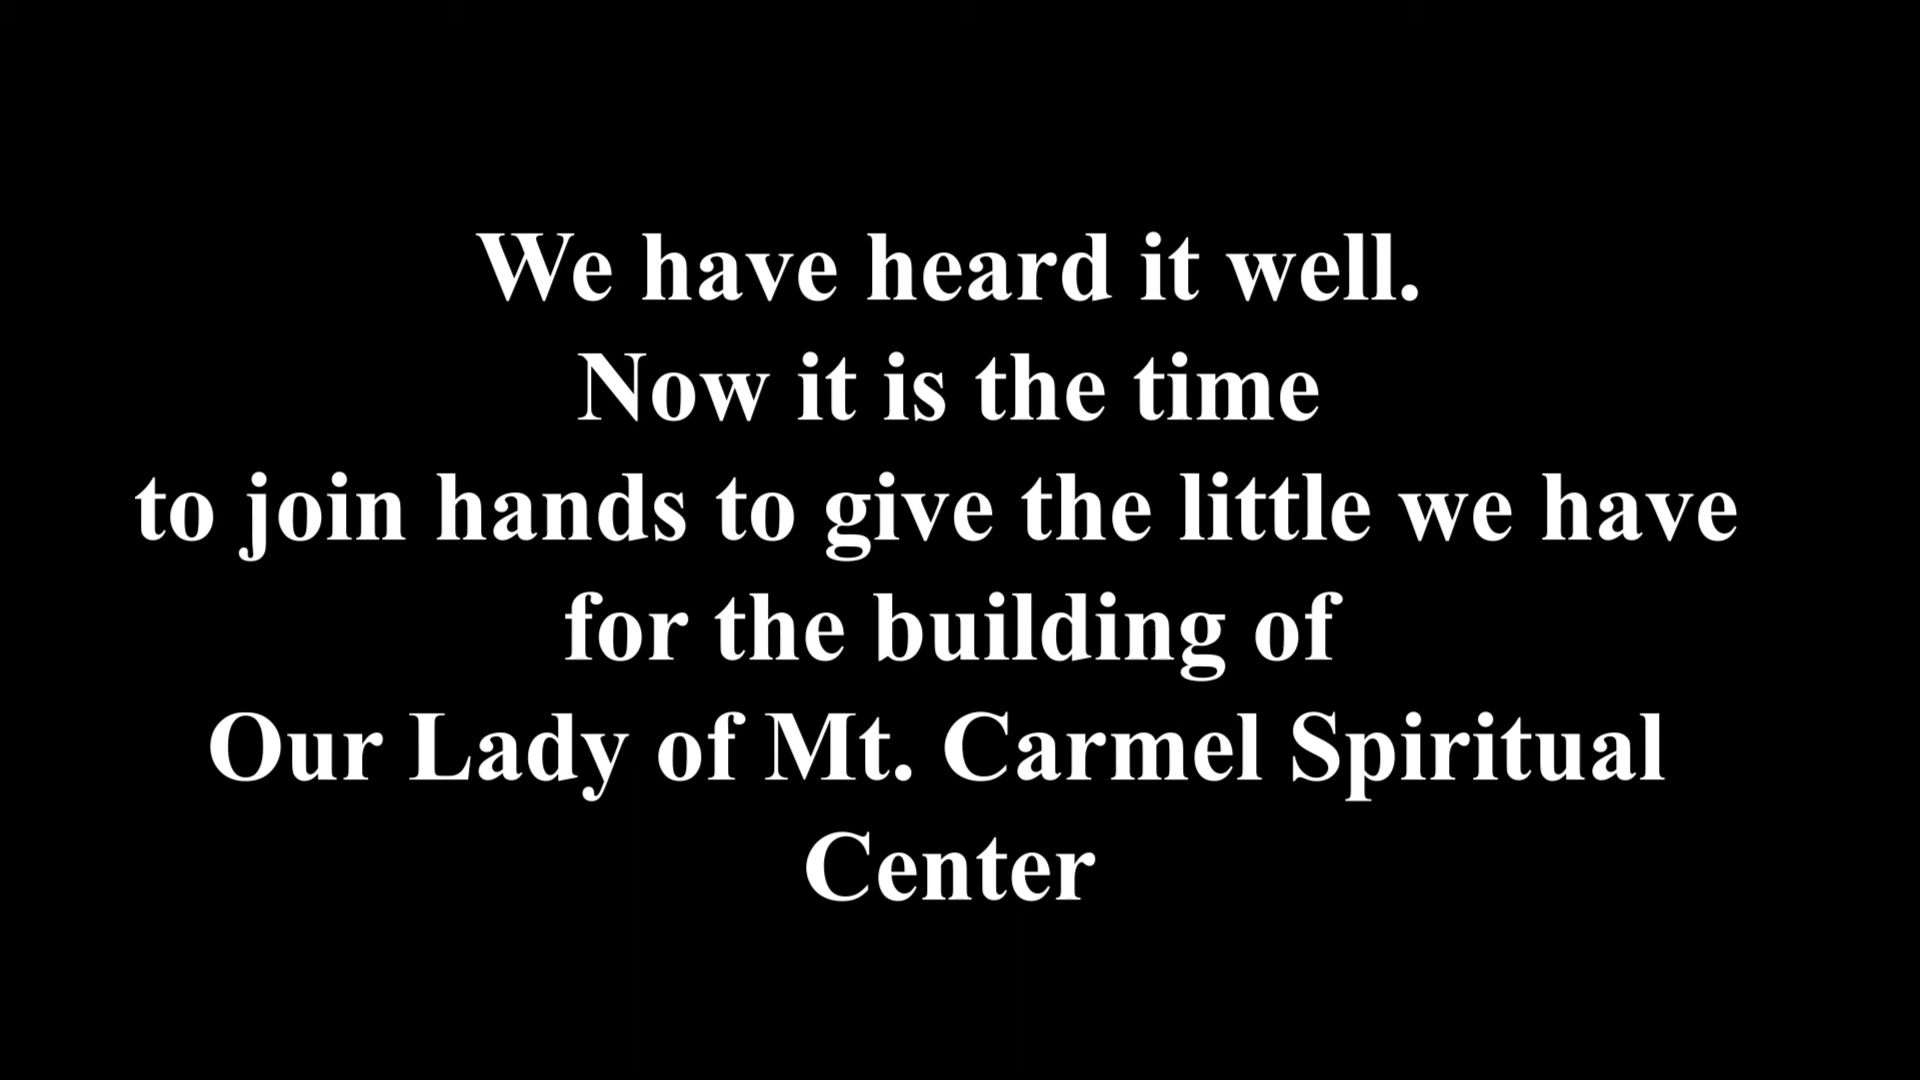 We have heard it well.
Now it is the time
to join hands to give the little we have
for the building of
Our Lady of Mt. Carmel Spiritual
Center